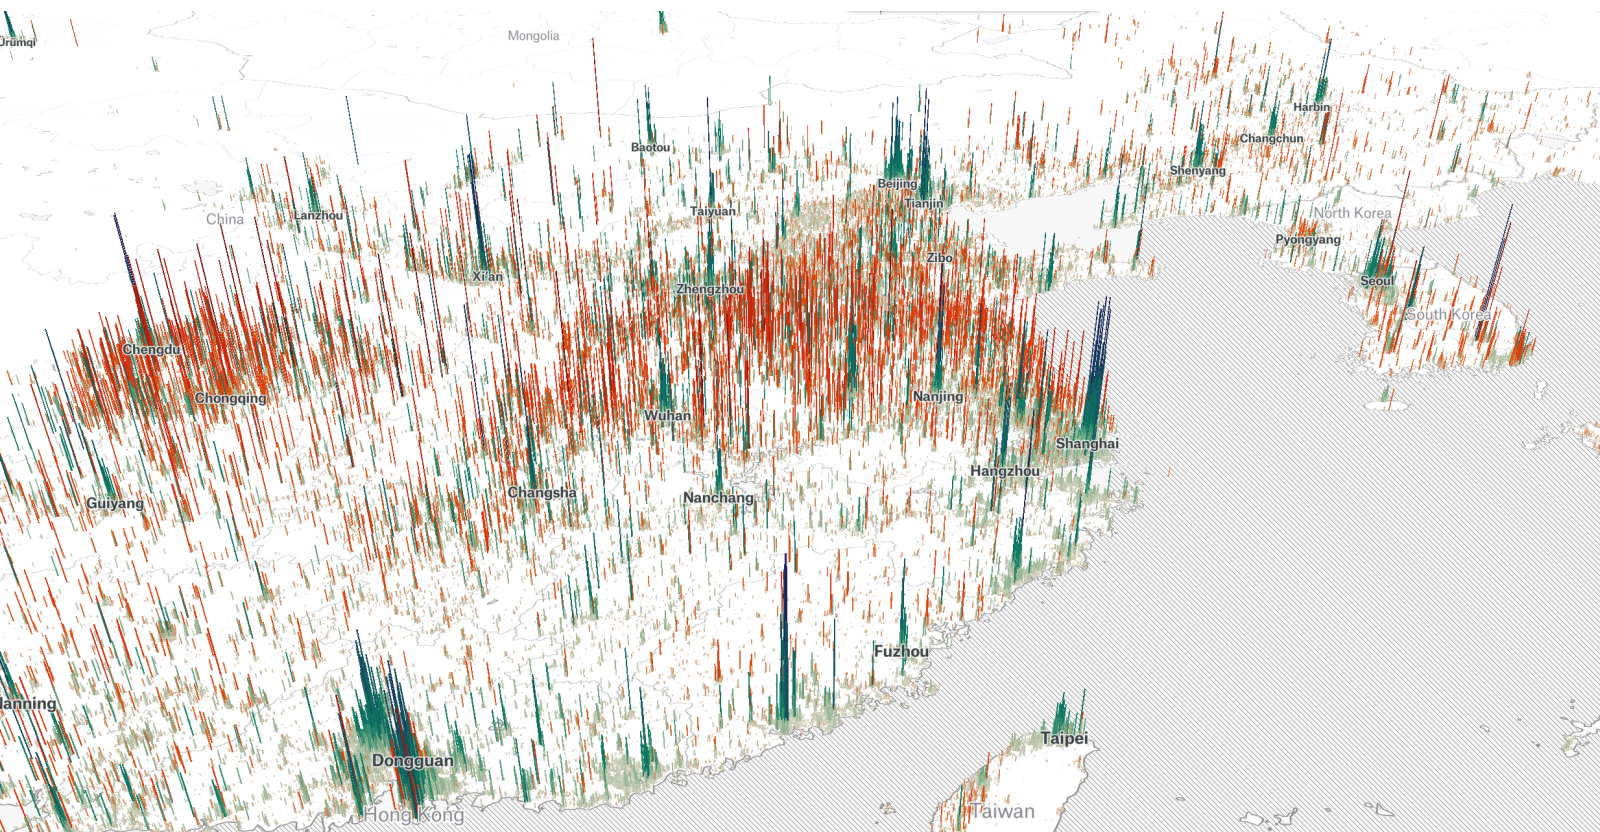 Mongolia
Ürümqi
Harbin
Changchun
Baotou
Shenyang
Beijing
Tianjin
Taiyuan
Lanzhou
China
North Korea
Pyongyang
Zibo
Xi'an
Seoul
Zhengzhou
South Korea
Chengdu
Chongqing
Nanjing
Wuhan
Shanghai
Hangzhou
Changsha
Nanchang
Guiyang
Fuzhou
Nanning
Taipei
Dongguan
Taiwan
Hong Kong